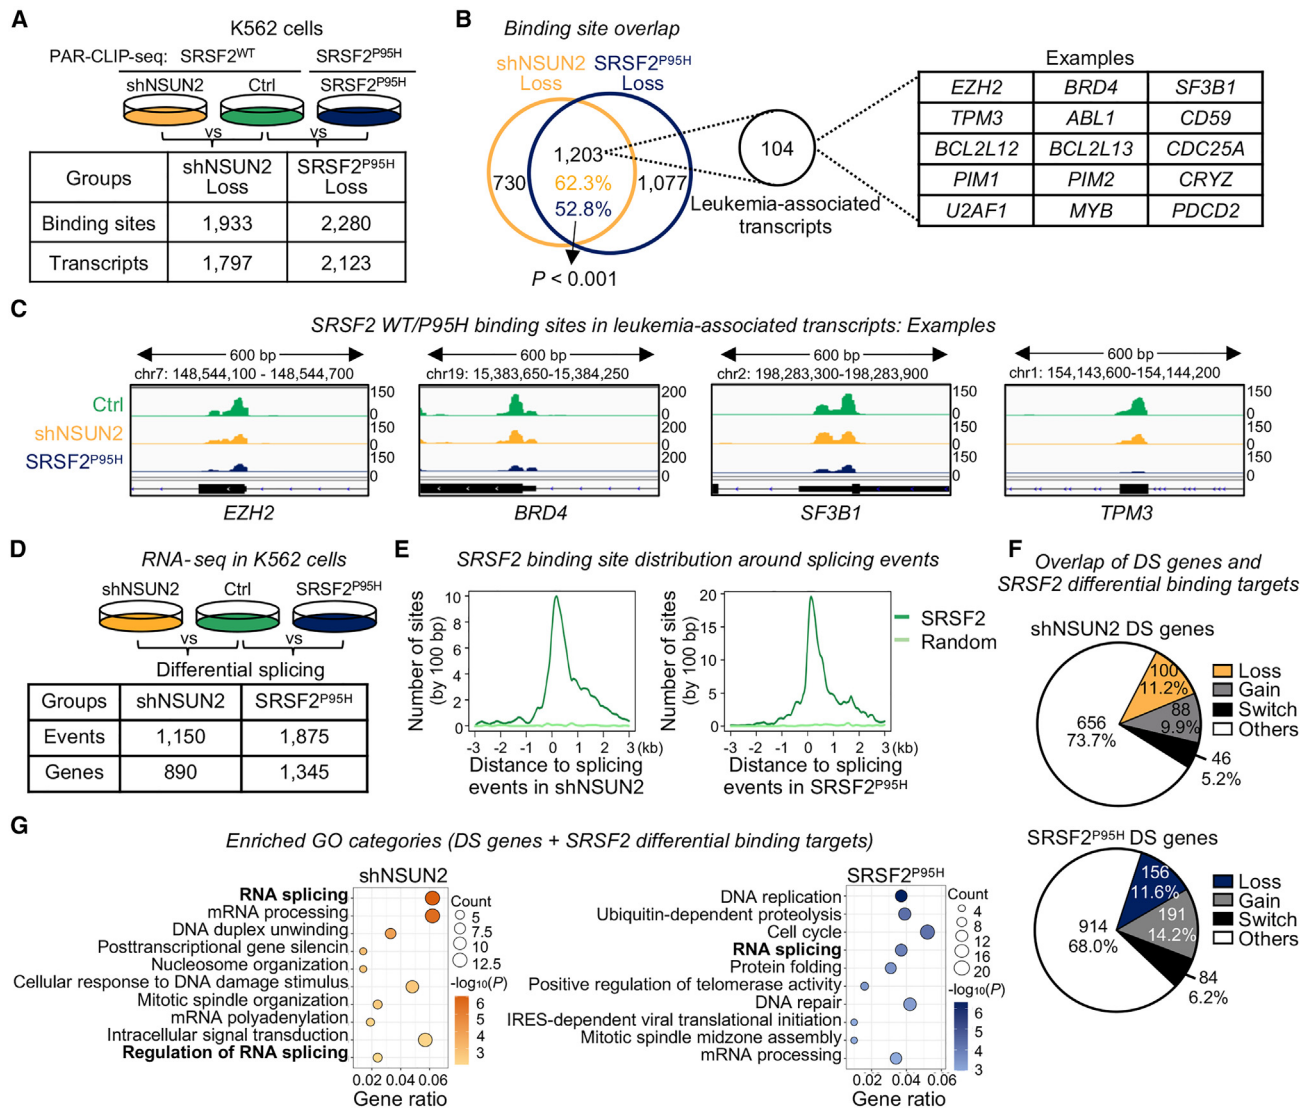 A
K562 cells
PAR-CLIP-seq: SRSF2WT SRSF2P95H
shNSUN2 Ctrl SRSF2P95H
vs vs
Groups shNSUN2 Loss SRSF2P95H Loss
Binding sites 1,933 2,280
Transcripts 1,797 2,123
B
Binding site overlap
shNSUN2 Loss
SRSF2P95H Loss
730
1,203
62.3%
52.8%
1,077
P < 0.001
104
Leukemia-associated
transcripts
Examples
EZH2 BRD4 SF3B1
TPM3 ABL1 CD59
BCL2L12 BCL2L13 CDC25A
PIM1 PIM2 CRYZ
U2AF1 MYB PDCD2
C
SRSF2 WT/P95H binding sites in leukemia-associated transcripts: Examples
600 bp 600 bp 600 bp 600 bp
chr7: 148,544,100 - 148,544,700
chr19: 15,383,650-15,384,250
chr2: 198,283,300-198,283,900
chr1: 154,143,600-154,144,200
Ctrl
shNSUN2
SRSF2P95H
150 0 150 0 150 0
200 0 200 0 200 0
150 0 150 0 150 0
150 0 150 0 150 0
EZH2 BRD4 SF3B1 TPM3
D
RNA-seq in K562 cells
shNSUN2 Ctrl SRSF2P95H
vs vs
Differential splicing
Groups shNSUN2 SRSF2P95H
Events 1,150 1,875
Genes 890 1,345
E
SRSF2 binding site distribution around splicing events
Number of sites
(by 100 bp)
10
8
6
4
2
0
-3 -2 -1 0 1 2 3 (kb)
Distance to splicing
events in shNSUN2
Number of sites
(by 100 bp)
20
15
10
5
0
-3 -2 -1 0 1 2 3 (kb)
Distance to splicing
events in SRSF2P95H
SRSF2
Random
F
Overlap of DS genes and
SRSF2 differential binding targets
shNSUN2 DS genes
100
11.2%
88
9.9%
46
5.2%
656
73.7%
Loss
Gain
Switch
Others
SRSF2P95H DS genes
156
11.6%
191
14.2%
84
6.2%
914
68.0%
Loss
Gain
Switch
Others
G
Enriched GO categories (DS genes + SRSF2 differential binding targets)
shNSUN2
RNA splicing
mRNA processing
DNA duplex unwinding
Posttranscriptional gene silencin
Nucleosome organization
Cellular response to DNA damage stimulus
Mitotic spindle organization
mRNA polyadenylation
Intracellular signal transduction
Regulation of RNA splicing
0.02 0.04 0.06
Gene ratio
Count
5
7.5
10
12.5
-log10(P)
6
5
4
3
SRSF2P95H
DNA replication
Ubiquitin-dependent proteolysis
Cell cycle
RNA splicing
Protein folding
Positive regulation of telomerase activity
DNA repair
IRES-dependent viral translational initiation
Mitotic spindle midzone assembly
mRNA processing
0.02 0.04 0.06
Gene ratio
Count
4
8
12
16
20
-log10(P)
6
5
4
3